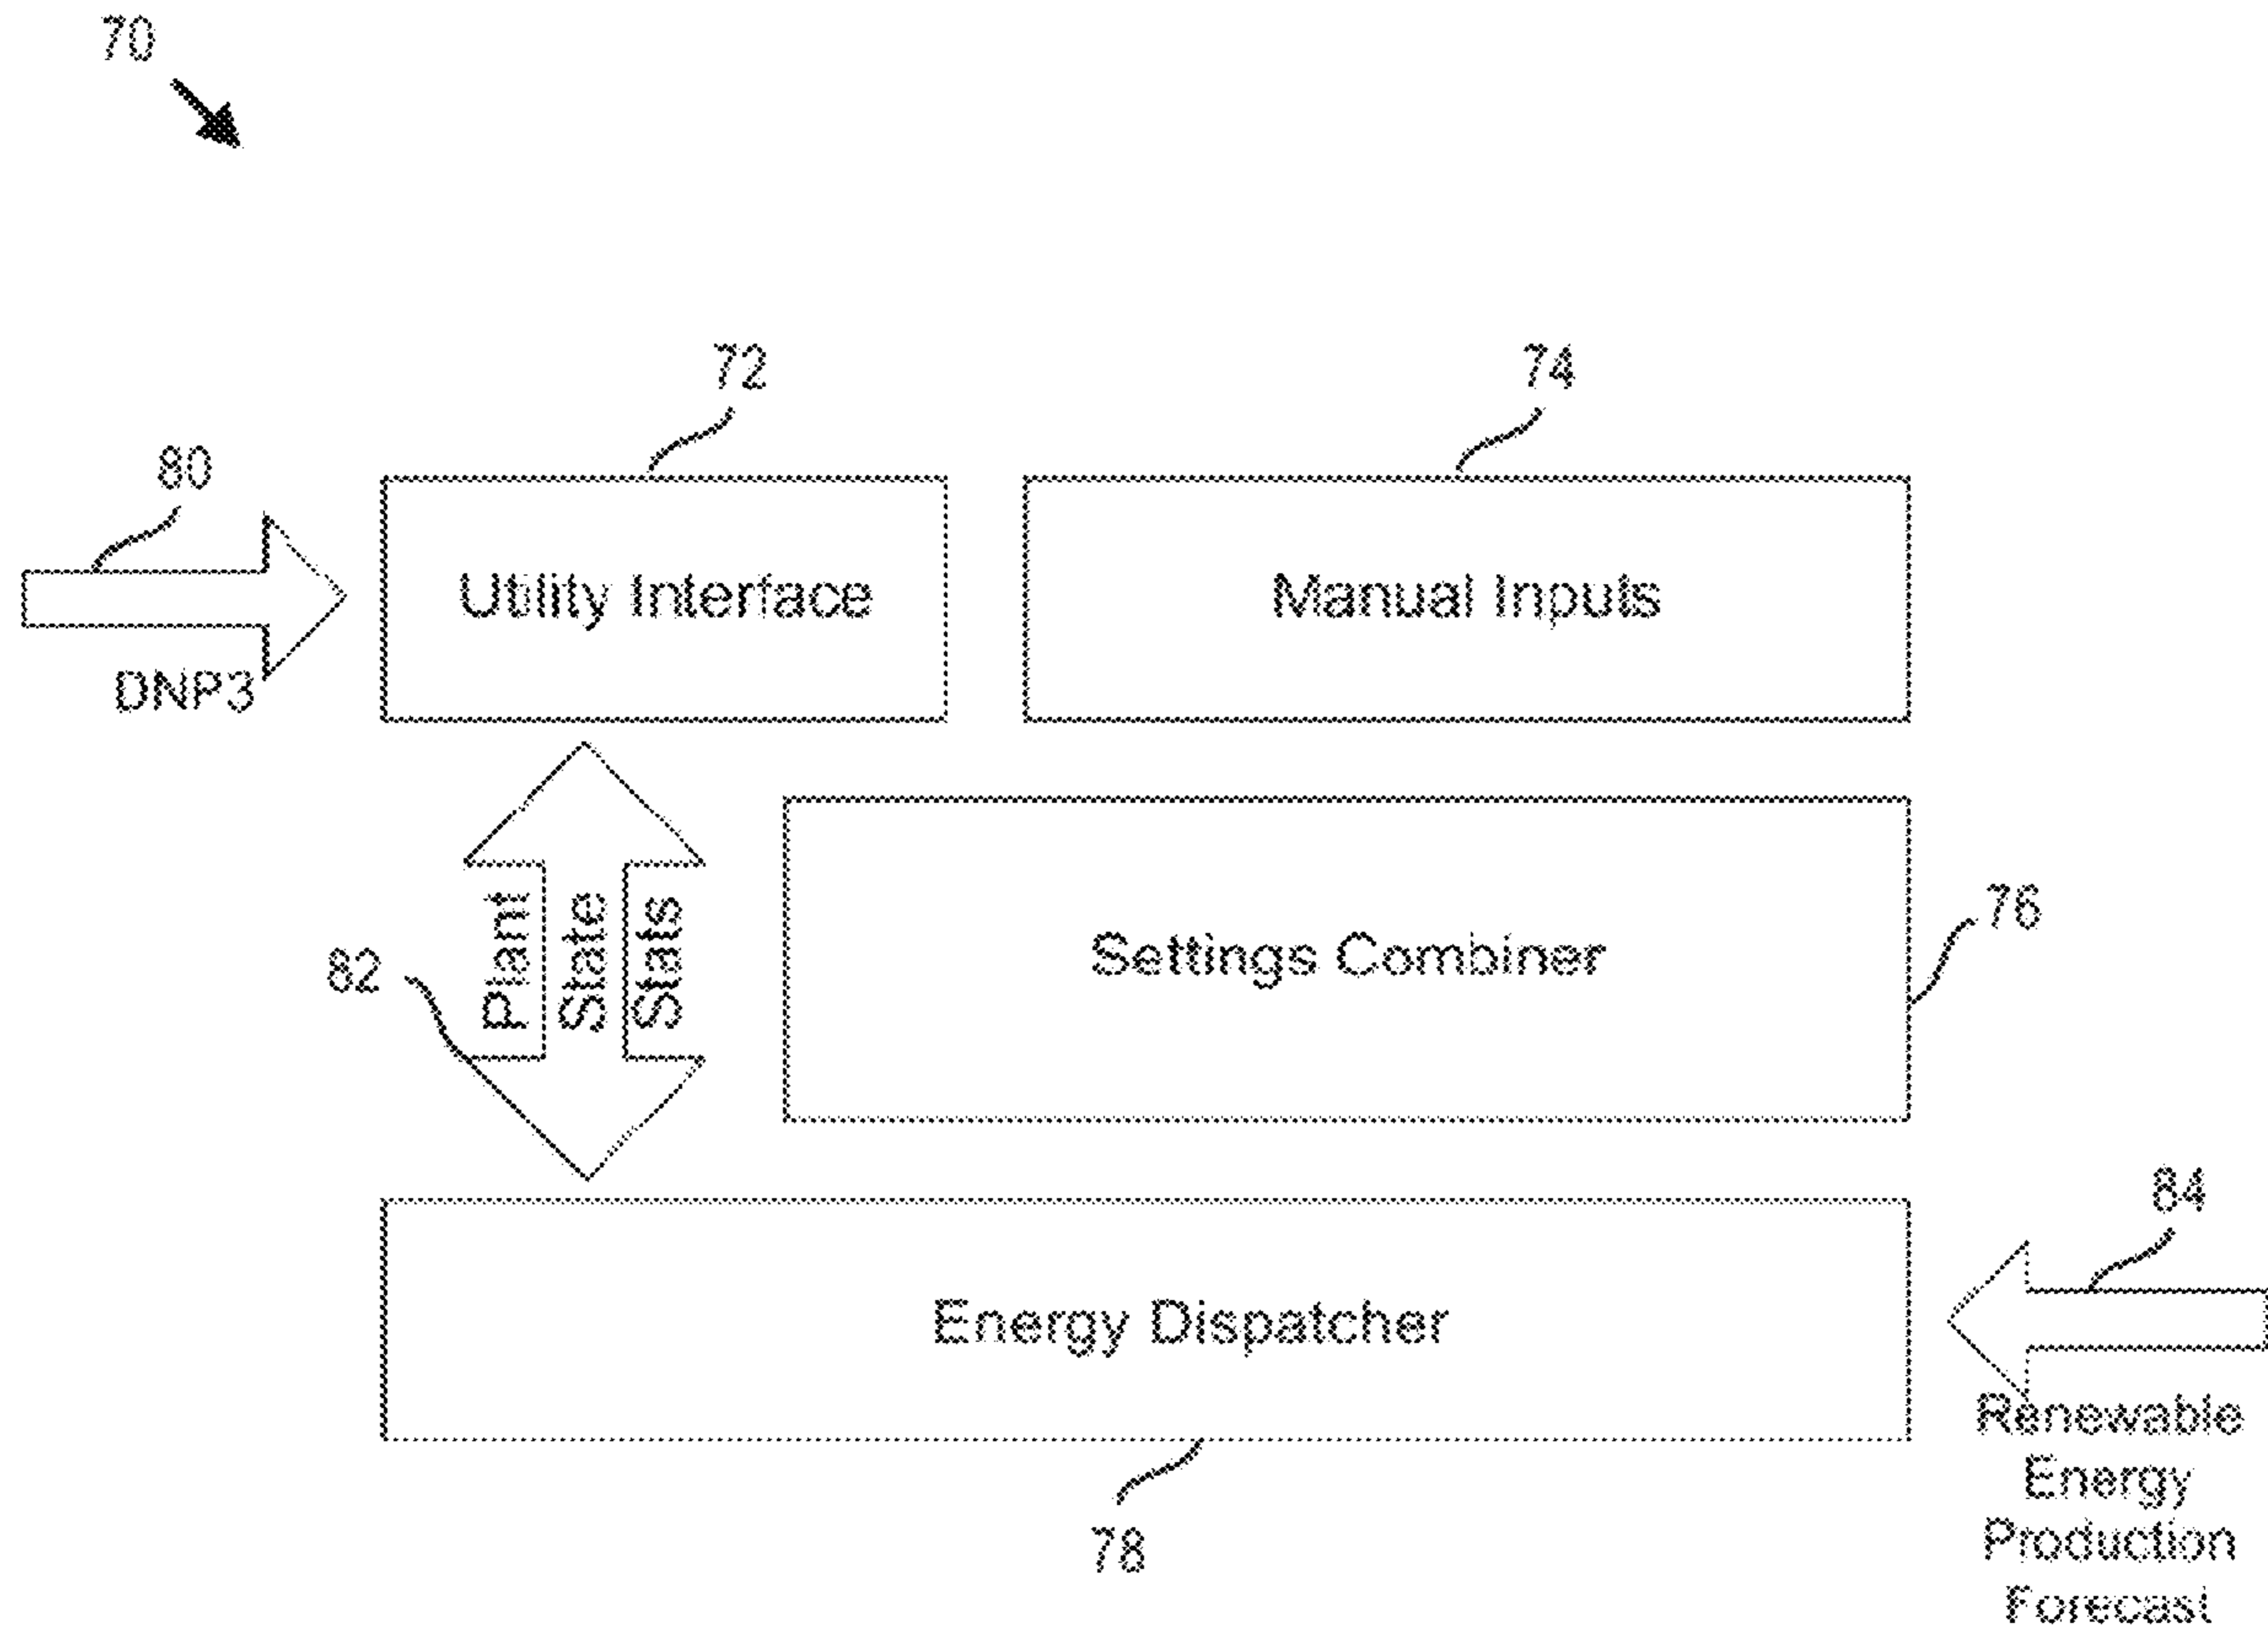 70
72
74
80
Utility Interface
Manual Inputs
DNP3
Plant
State
Stats
Settings Combiner
76
82
84
Energy Dispatcher
Renewable
Energy
Production
Forecast
78